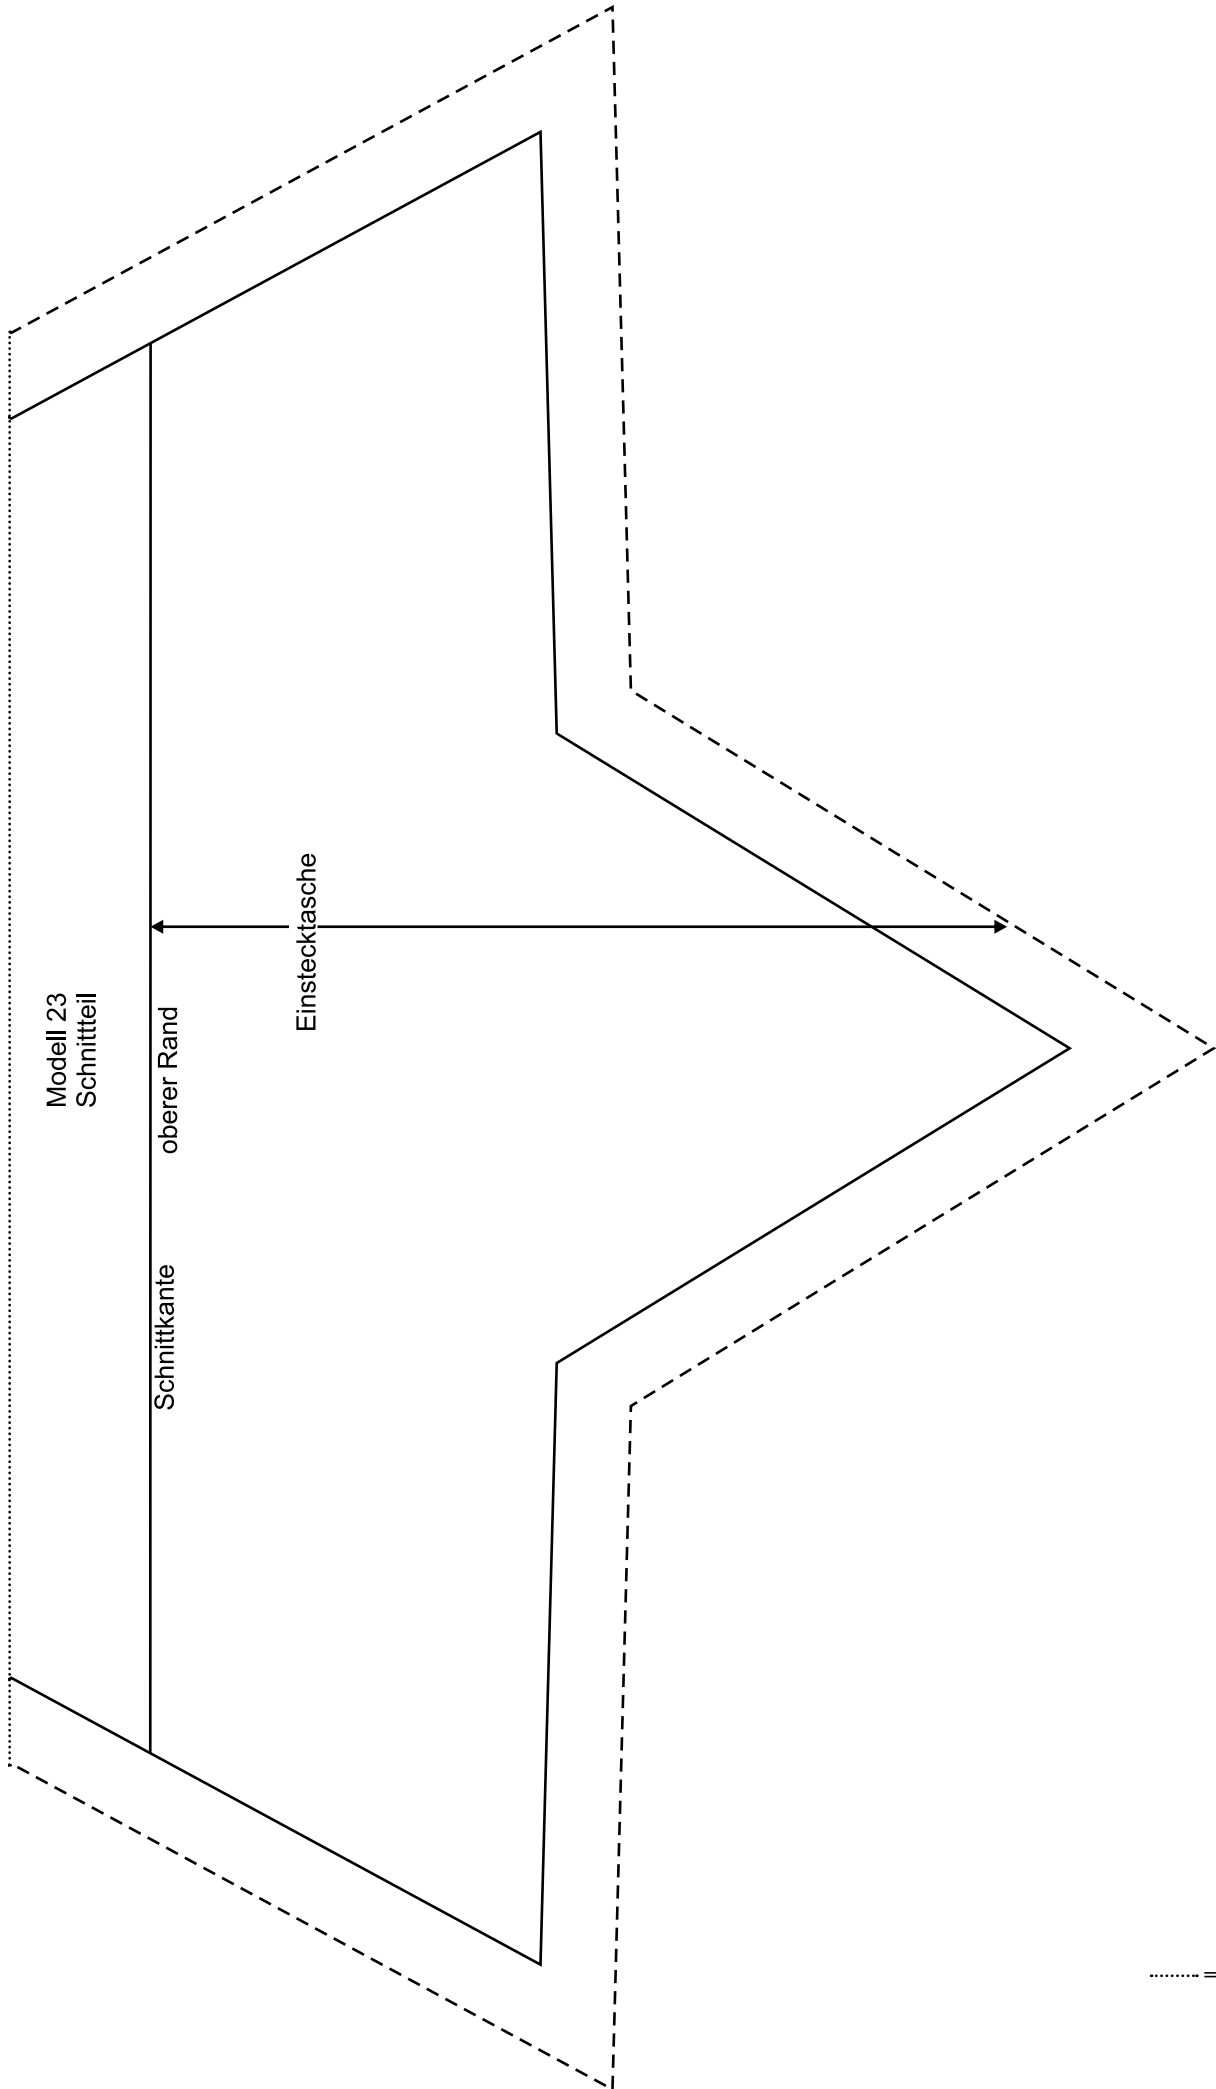 Modell 23
Schnittteil
Schnittkante oberer Rand
Einstecktasche
=